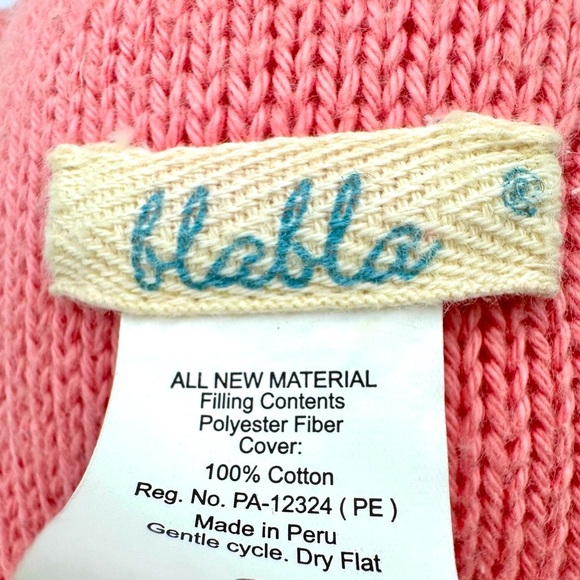 blabla ®
ALL NEW MATERIAL
Filling Contents
Polyester Fiber
Cover:
100% Cotton
Reg. No. PA-12324 ( PE )
Made in Peru
Gentle cycle. Dry Flat